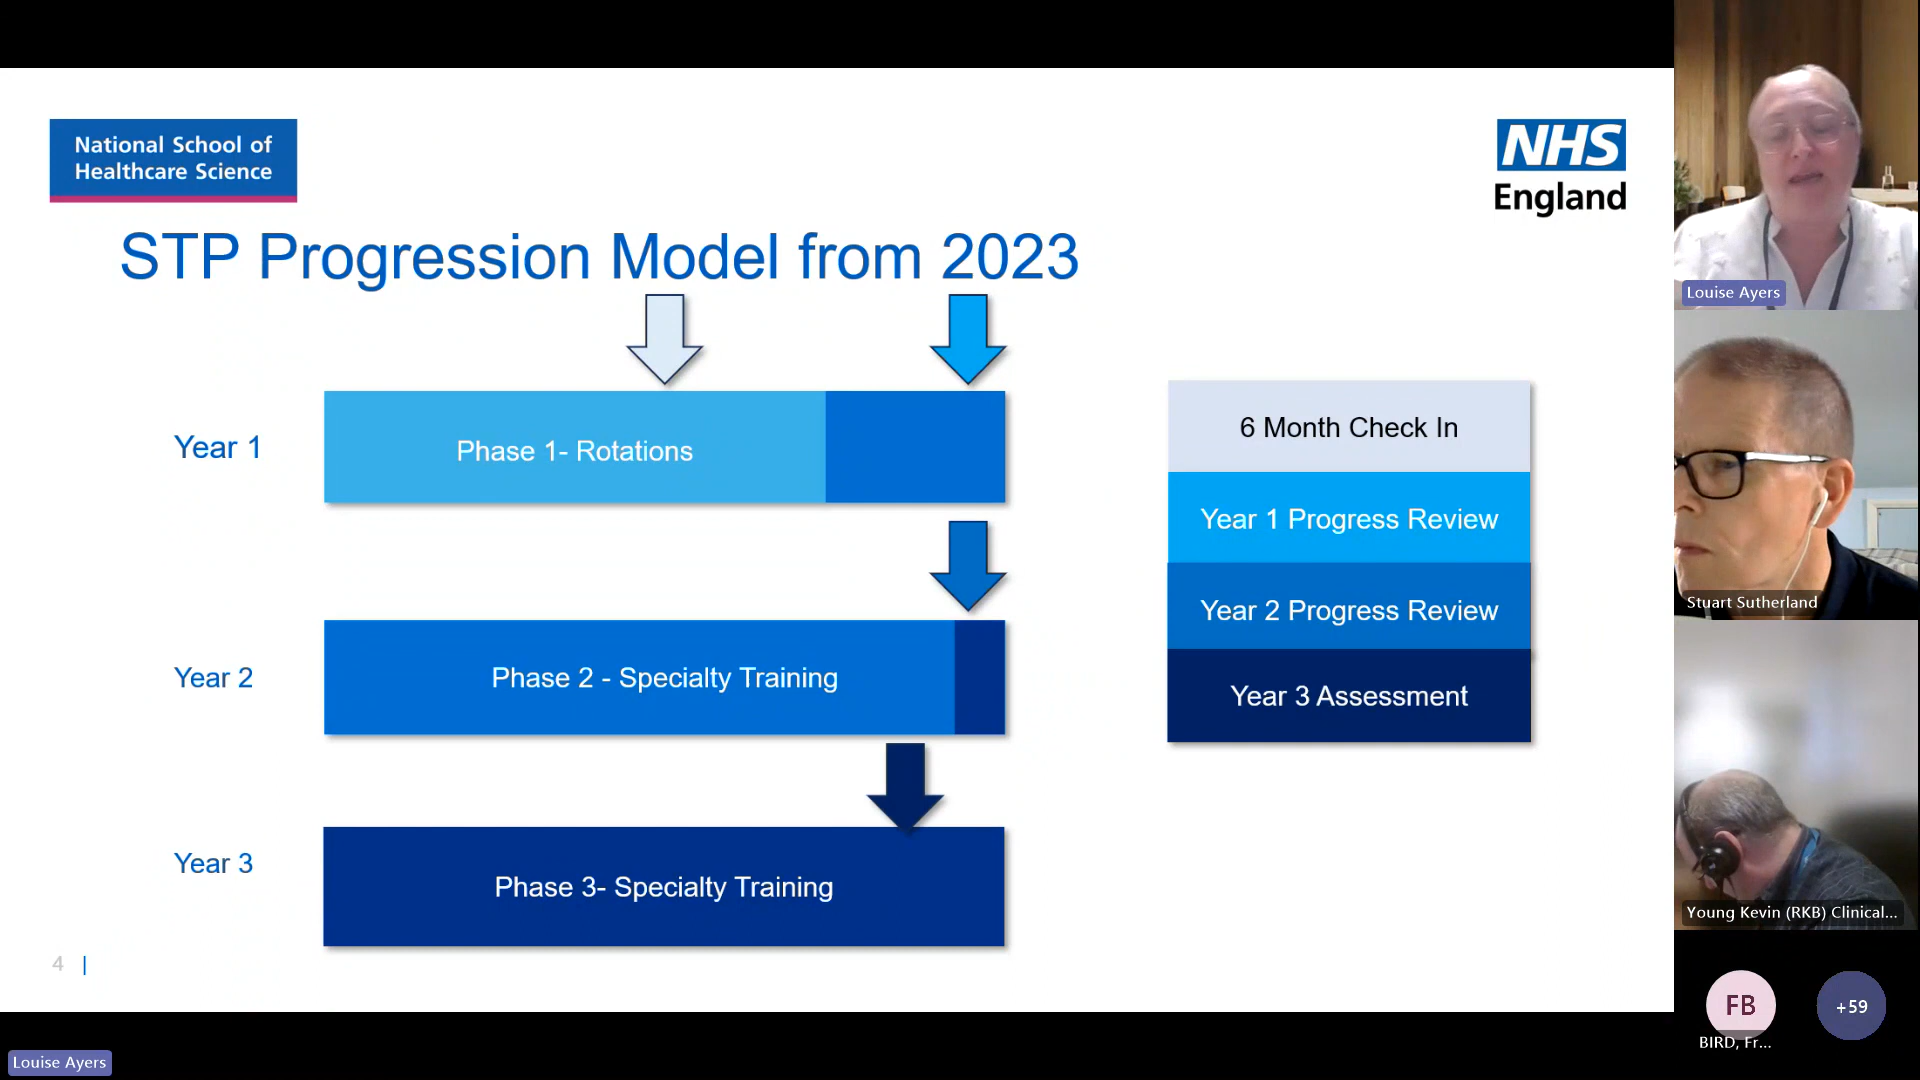 National School of
Healthcare Science
NHS
England
STP Progression Model from 2023
Year 1
Phase 1- Rotations
Year 2
Phase 2 - Specialty Training
Year 3
Phase 3- Specialty Training
6 Month Check In
Year 1 Progress Review
Year 2 Progress Review
Year 3 Assessment
4 |
Louise Ayers
Stuart Sutherland
Young Kevin (RKB) Clinical...
FB
BIRD, Fr...
+59
Louise Ayers